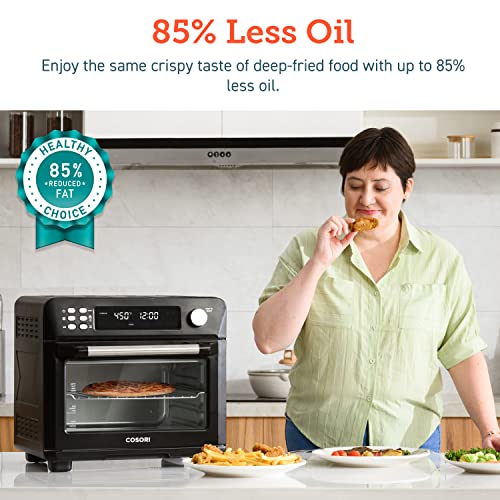 85% Less Oil
Enjoy the same crispy taste of deep-fried food with up to 85%
less oil.
HEALTHY
85%
REDUCED
FAT
CHOICE
450°
12:00
COSORI